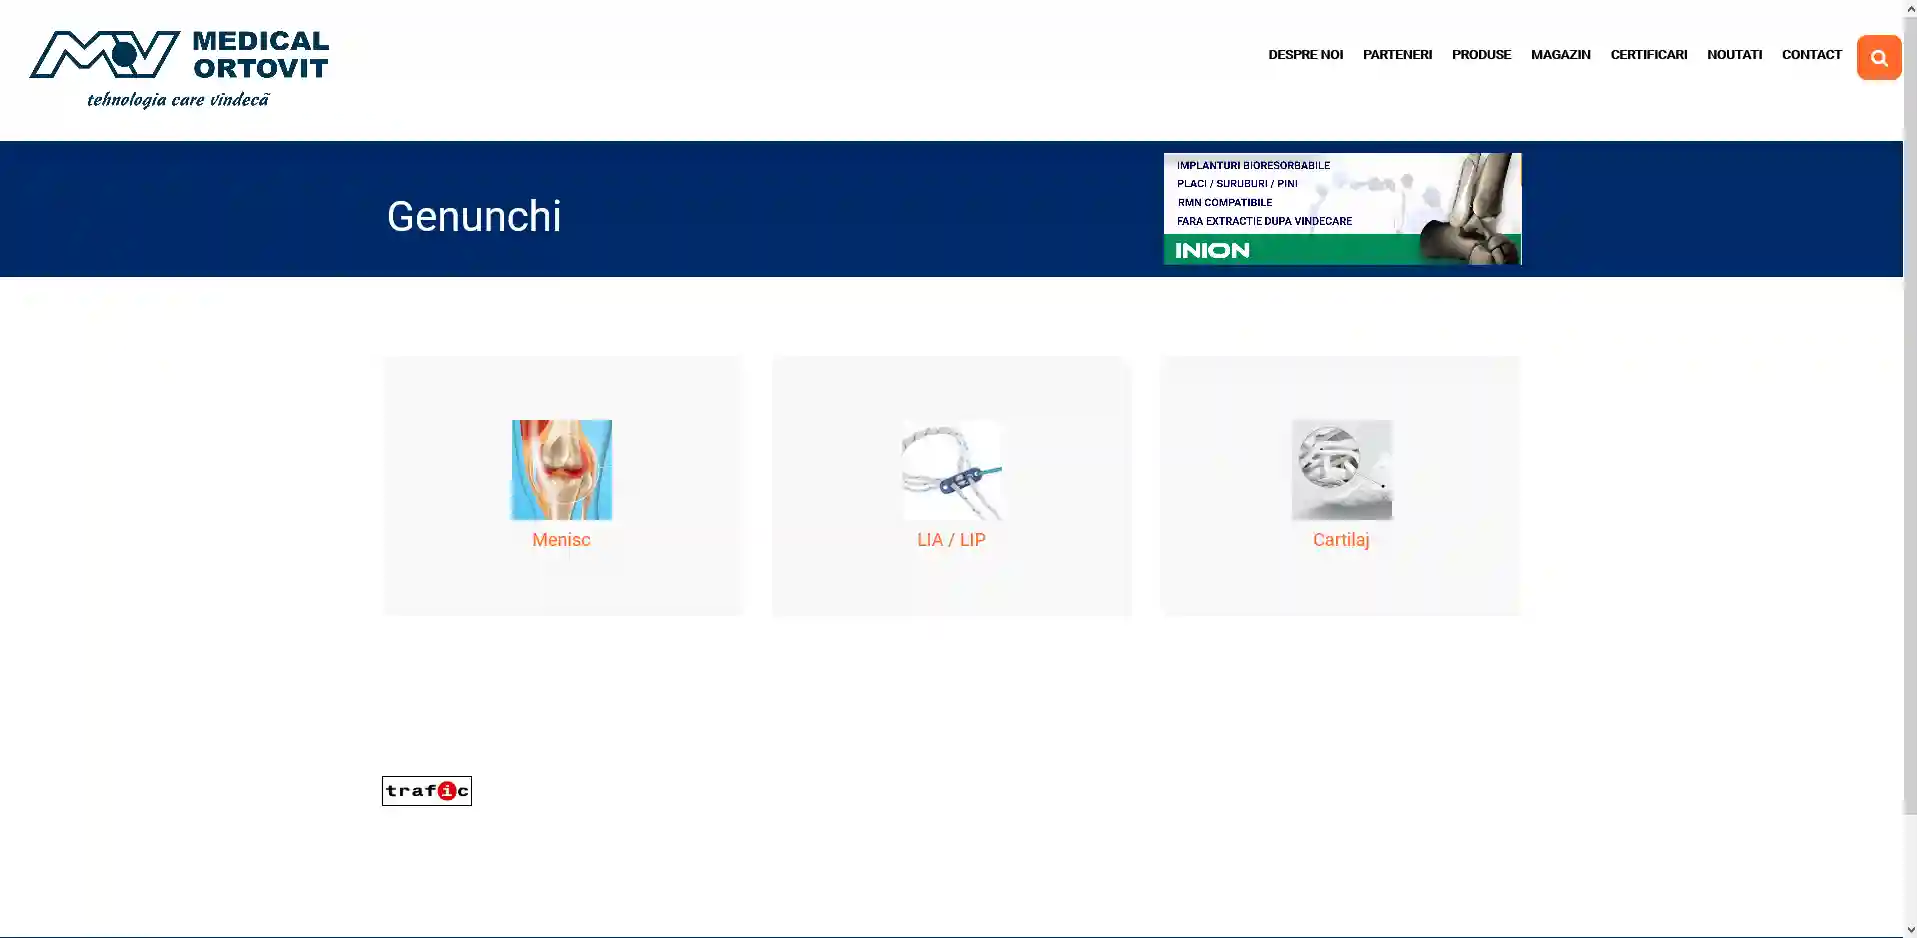 MEDICAL
ORTOVIT
tehnologia care vindecã
DESPRE NOI PARTENERI PRODUSE MAGAZIN CERTIFICARI NOUTATI CONTACT
Genunchi
IMPLANTURI BIORESORBABILE
PLACI / SURUBURI / PINI
RMN COMPATIBILE
FARA EXTRACTIE DUPA VINDECARE
INION
Menisc
LIA / LIP
Cartilaj
trafic